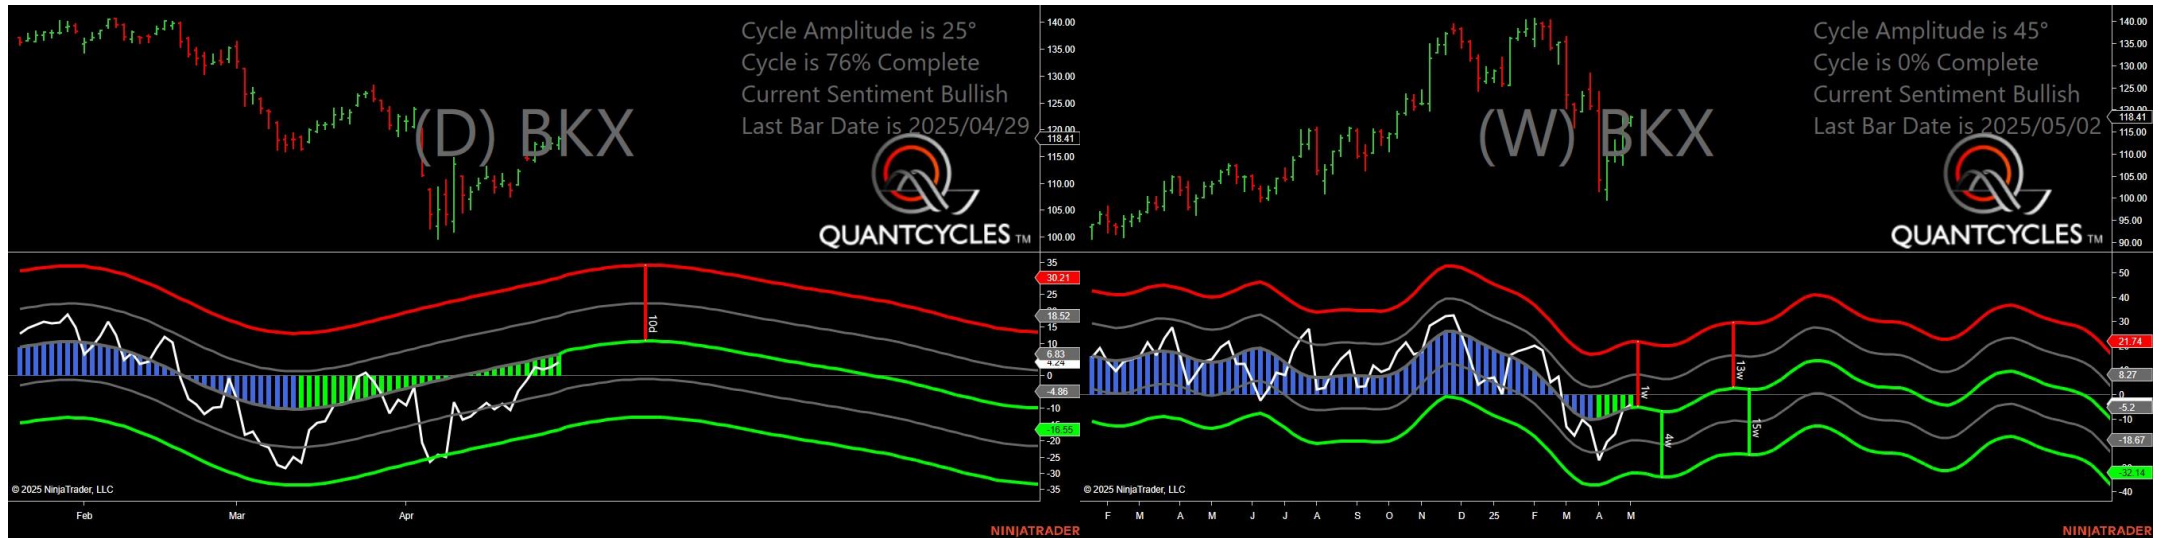 Cycle Amplitude is 25°
Cycle is 76% Complete
Current Sentiment Bullish
Last Bar Date is 2025/04/29
(D) BKX
QUANTCYCLES TM
140.00
135.00
130.00
125.00
120.00
118.41
115.00
110.00
105.00
100.00
35
30.21
25
18.52
15
10
6.83
4.24
0
-4.86
-10
-16.55
-20
-25
-30
-35
10d
© 2025 NinjaTrader, LLC
Feb Mar Apr
NINJATRADER
Cycle Amplitude is 45°
Cycle is 0% Complete
Current Sentiment Bullish
Last Bar Date is 2025/05/02
(W) BKX
QUANTCYCLES TM
140.00
135.00
130.00
125.00
120.00
118.41
115.00
110.00
105.00
100.00
95.00
90.00
50
40
30
21.74
8.27
0
-5.2
-10
-18.67
-32.14
-40
1w
4w
13w
15w
© 2025 NinjaTrader, LLC
F M A M J J A S O N D 25 F M A M
NINJATRADER